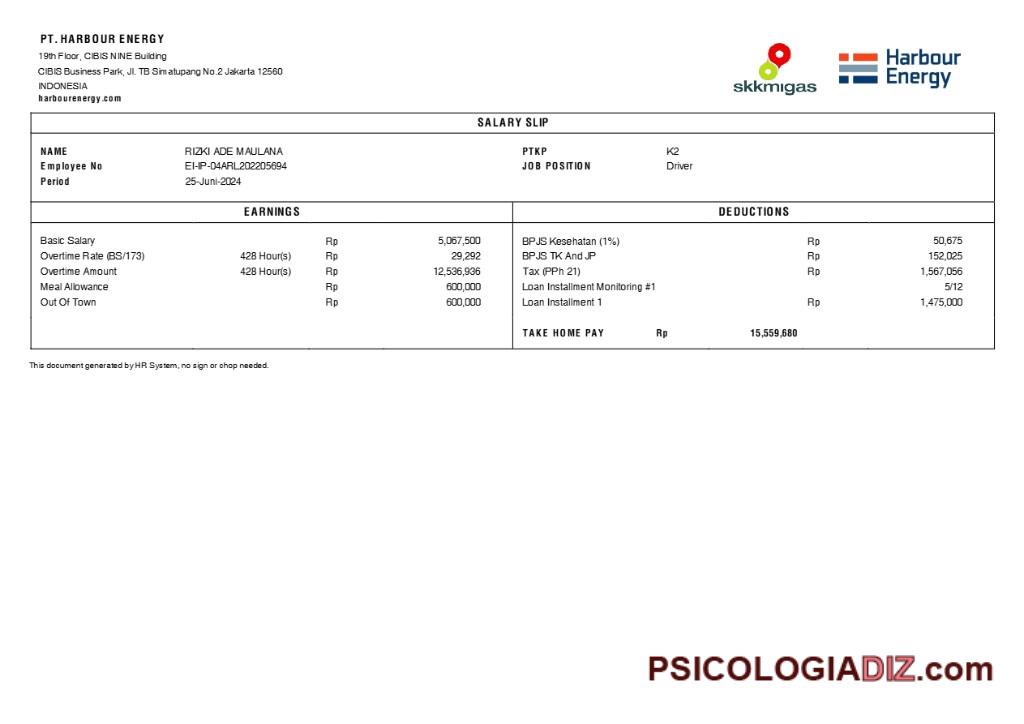 PT. HARBOUR ENERGY
19th Floor, CIBIS NINE Building
CIBIS Business Park, Jl. TB Simatupang No.2 Jakarta 12560
INDONESIA
harbourenergy.com
skkmigas
Harbour
Energy
SALARY SLIP
NAME RIZKI ADE MAULANA PTKP K2
Employee No EI-IP-04ARL202205694 JOB POSITION Driver
Period 25-Juni-2024
EARNINGS DEDUCTIONS
Basic Salary Rp 5,067,500 BPJS Kesehatan (1%) Rp 50,675
Overtime Rate (BS/173) 428 Hour(s) Rp 29,292 BPJS TK And JP Rp 152,025
Overtime Amount 428 Hour(s) Rp 12,536,936 Tax (PPh 21) Rp 1,567,056
Meal Allowance Rp 600,000 Loan Installment Monitoring #1 5/12
Out Of Town Rp 600,000 Loan Installment 1 Rp 1,475,000
TAKE HOME PAY Rp 15,559,680
This document generated by HR System, no sign or chop needed.
PSICOLOGIADIZ.com